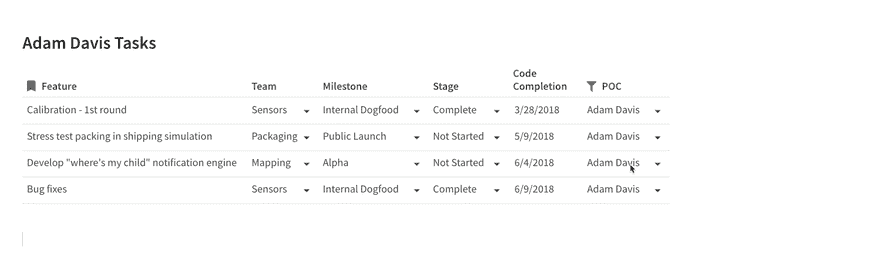 Adam Davis Tasks
Feature Team Milestone Stage Code Completion POC
Calibration - 1st round Sensors Internal Dogfood Complete 3/28/2018 Adam Davis
Stress test packing in shipping simulation Packaging Public Launch Not Started 5/9/2018 Adam Davis
Develop "where's my child" notification engine Mapping Alpha Not Started 6/4/2018 Adam Davis
Bug fixes Sensors Internal Dogfood Complete 6/9/2018 Adam Davis